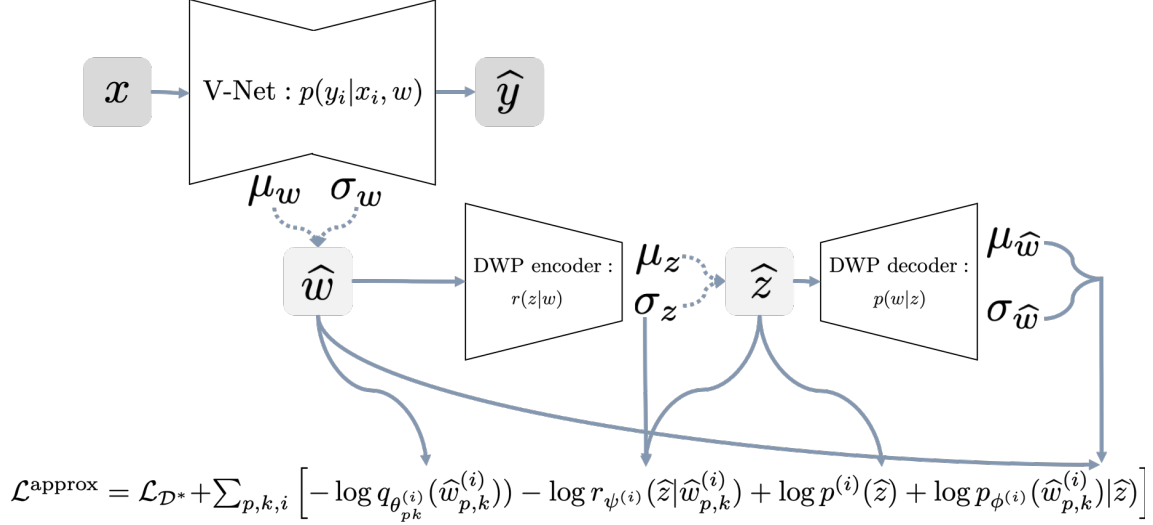 x
V-Net : p(y_i|x_i, w)
ŷ
μ_w σ_w
ŵ
DWP encoder :
r(z|w)
μ_z
σ_z
ẑ
DWP decoder :
p(w|z)
μ_ŵ
σ_ŵ
ℒ^approx = ℒ_𝒟* + ∑_{p,k,i} [−log q_{θ_{pk}^{(i)}}(ŵ_{p,k}^{(i)})) − log r_{ψ^{(i)}}(ẑ|ŵ_{p,k}^{(i)}) + log p^{(i)}(ẑ) + log p_{ϕ^{(i)}}(ŵ_{p,k}^{(i)})|ẑ)]